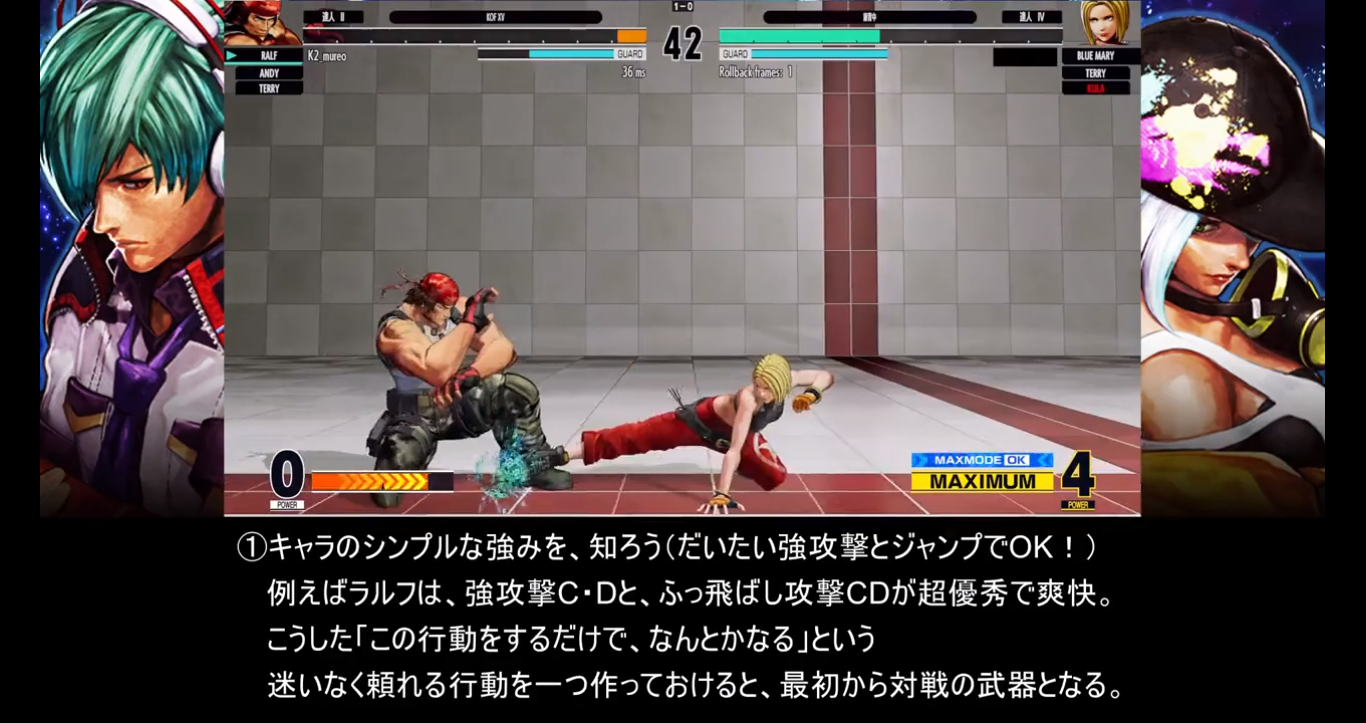 達人 II
KOF XV
1-0
達人 IV
42
RALF
K2_mureo
GUARD
GUARD
BLUE MARY
ANDY
36 ms
Rollback frames: 1
TERRY
TERRY
KULA
0
POWER
MAXMODE OK
MAXIMUM
4
POWER
①キャラのシンプルな強みを、知ろう(だいたい強攻撃とジャンプでOK！)
例えばラルフは、強攻撃C・Dと、ふっ飛ばし攻撃CDが超優秀で爽快。
こうした「この行動をするだけで、なんとかなる」という
迷いなく頼れる行動を一つ作っておけると、最初から対戦の武器となる。